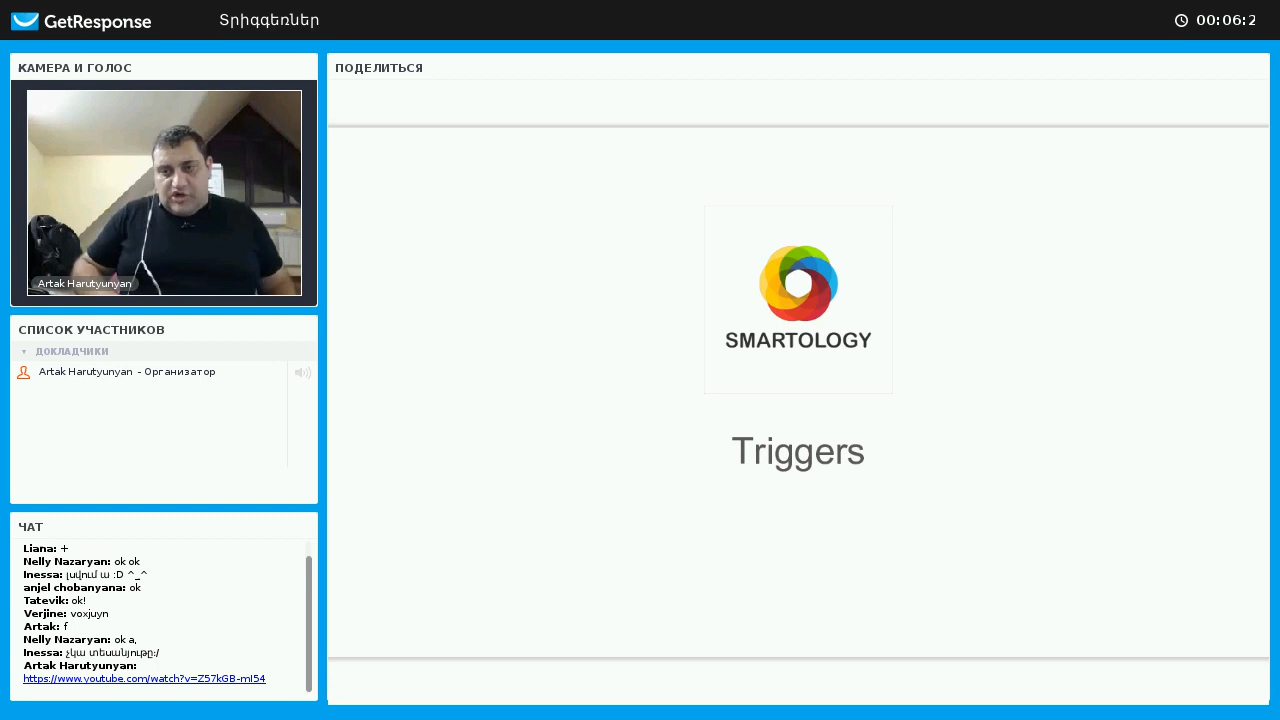 GetResponse
Տրիգգեռներ
00:06:2
КАМЕРА И ГОЛОС
Artak Harutyunyan
СПИСОК УЧАСТНИКОВ
ДОКЛАДЧИКИ
Artak Harutyunyan - Организатор
ЧАТ
Liana: +
Nelly Nazaryan: ok ok
Inessa: լսվում ա :D ^_^
anjel chobanyana: ok
Tatevik: ok!
Verjine: voxjuyn
Artak: f
Nelly Nazaryan: ok a,
Inessa: չկա տեսանյութը:/
Artak Harutyunyan:
https://www.youtube.com/watch?v=Z57kGB-mI54
ПОДЕЛИТЬСЯ
SMARTOLOGY
Triggers